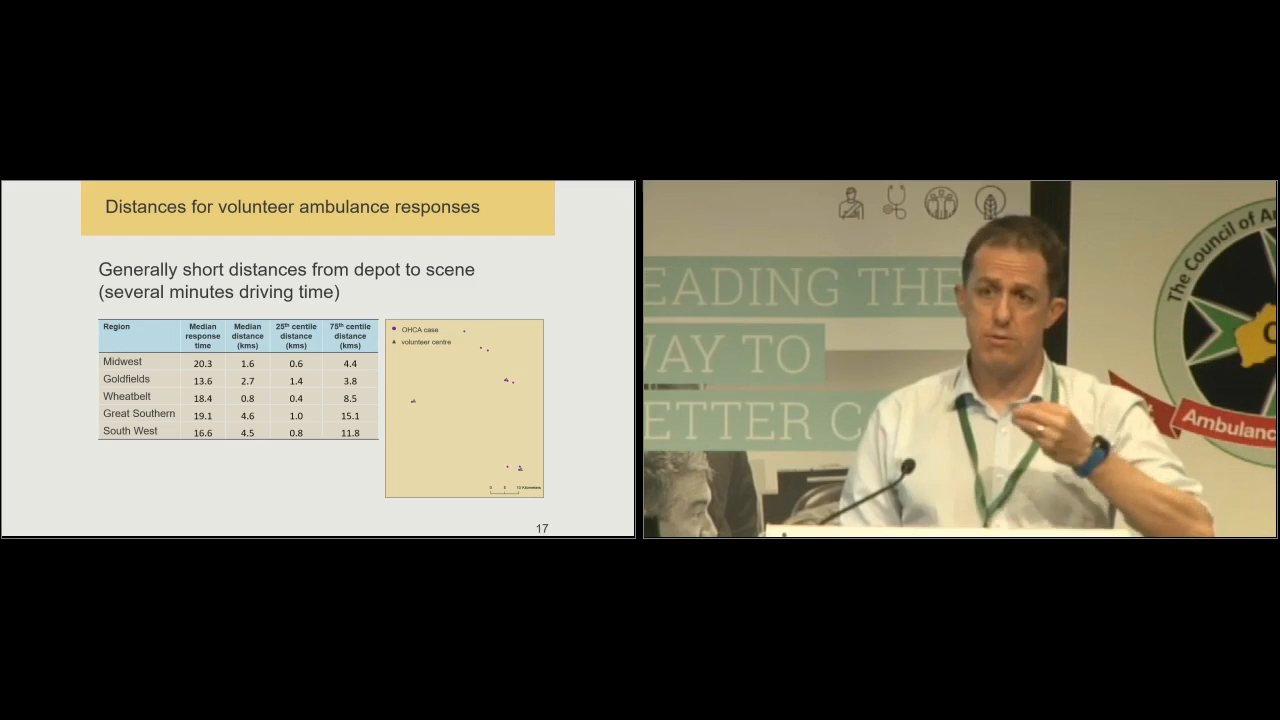 Distances for volunteer ambulance responses
Generally short distances from depot to scene
(several minutes driving time)
Region Median response time Median distance (kms) 25th centile distance (kms) 75th centile distance (kms)
Midwest 20.3 1.6 0.6 4.4
Goldfields 13.6 2.7 1.4 3.8
Wheatbelt 18.4 0.8 0.4 8.5
Great Southern 19.1 4.6 1.0 15.1
South West 16.6 4.5 0.8 11.8
OHCA case
volunteer centre
0 5 10 Kilometers
17
EADING THE
WAY TO
ETTER C
The Council of A
Ambulanc